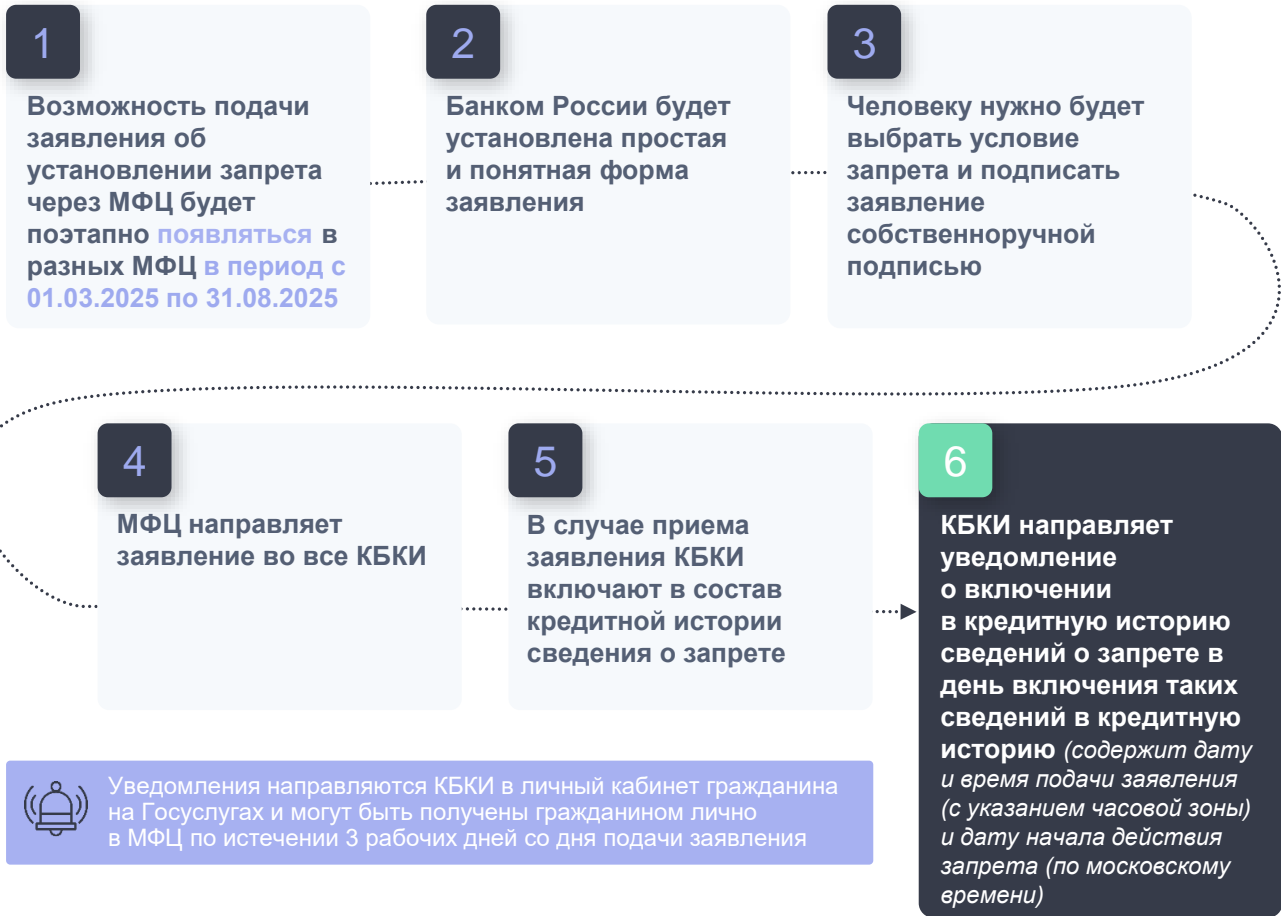 1
Возможность подачи
заявления об
установлении запрета
через МФЦ будет
поэтапно появляться в
разных МФЦ в период с
01.03.2025 по 31.08.2025
2
Банком России будет
установлена простая
и понятная форма
заявления
3
Человеку нужно будет
выбрать условие
запрета и подписать
заявление
собственноручной
подписью
4
МФЦ направляет
заявление во все КБКИ
5
В случае приема
заявления КБКИ
включают в состав
кредитной истории
сведения о запрете
6
КБКИ направляет
уведомление
о включении
в кредитную историю
сведений о запрете в
день включения таких
сведений в кредитную
историю (содержит дату
и время подачи заявления
(с указанием часовой зоны)
и дату начала действия
запрета (по московскому
времени)
Уведомления направляются КБКИ в личный кабинет гражданина
на Госуслугах и могут быть получены гражданином лично
в МФЦ по истечении 3 рабочих дней со дня подачи заявления